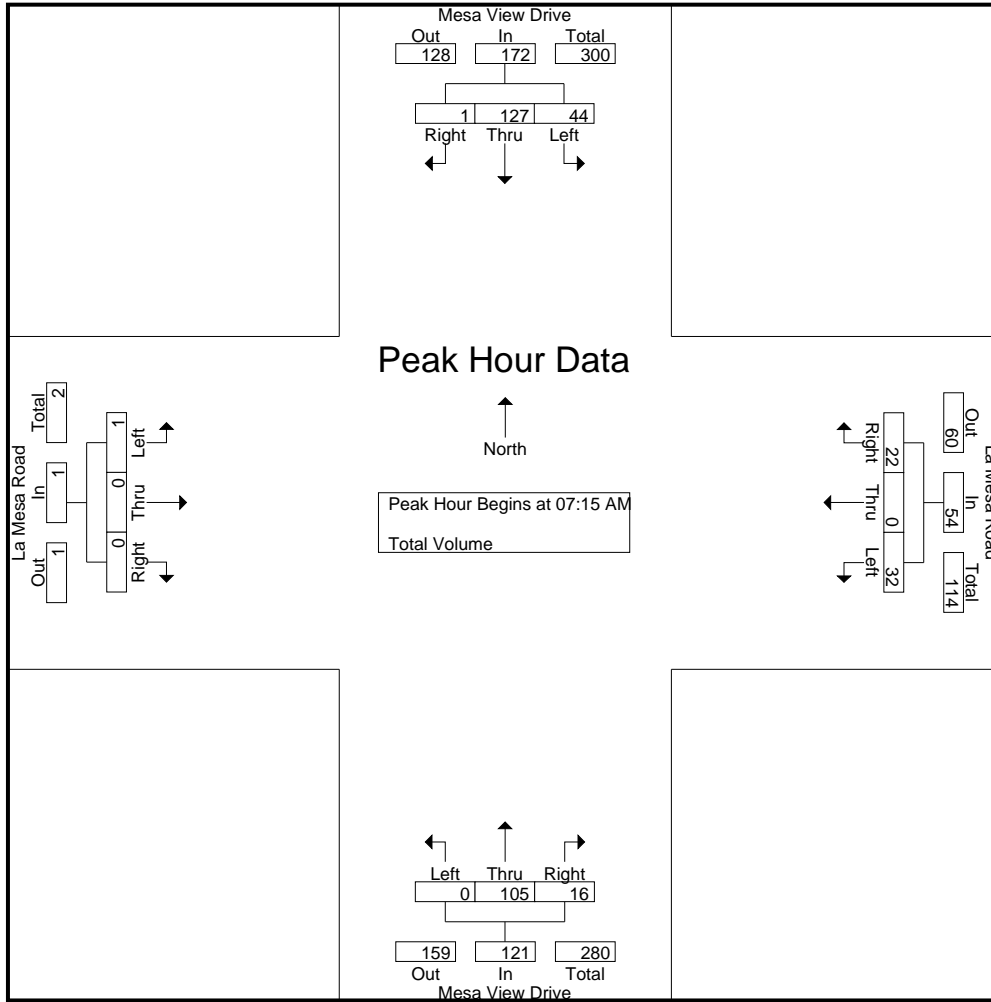 Mesa View Drive
Out In Total
128 172 300
1 127 44
Right Thru Left
Peak Hour Data
North
Peak Hour Begins at 07:15 AM
Total Volume
La Mesa Road
Out In Total
1 1 2
Right Thru Left
0 0 1
La Mesa Road
Out In Total
60 54 114
Right Thru Left
22 0 32
Left Thru Right
0 105 16
159 121 280
Out In Total
Mesa View Drive